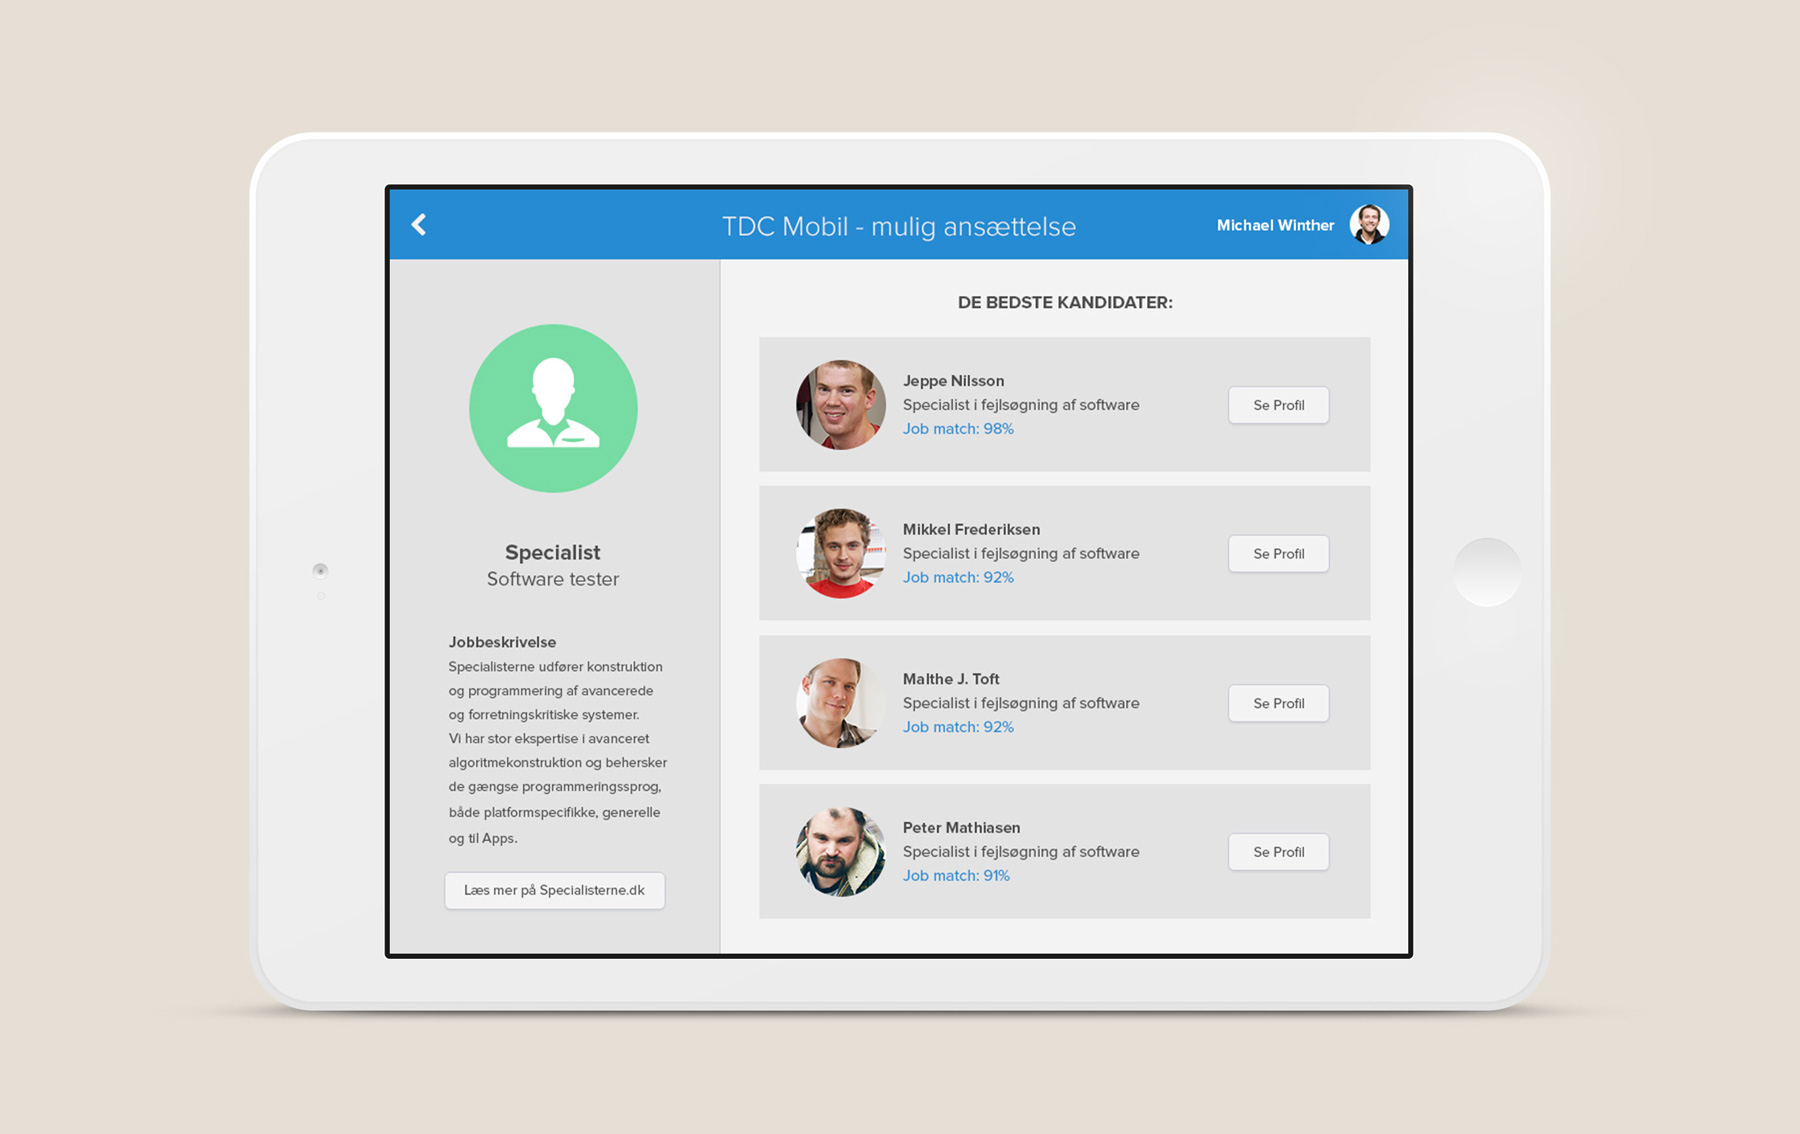 TDC Mobil - mulig ansættelse
Michael Winther
Specialist
Software tester
Jobbeskrivelse
Specialisterne udfører konstruktion
og programmering af avancerede
og forretningskritiske systemer.
Vi har stor ekspertise i avanceret
algoritmekonstruktion og behersker
de gængse programmeringssprog,
både platformspecifikke, generelle
og til Apps.
Læs mer på Specialisterne.dk
DE BEDSTE KANDIDATER:
Jeppe Nilsson
Specialist i fejlsøgning af software
Job match: 98%
Se Profil
Mikkel Frederiksen
Specialist i fejlsøgning af software
Job match: 92%
Se Profil
Malthe J. Toft
Specialist i fejlsøgning af software
Job match: 92%
Se Profil
Peter Mathiasen
Specialist i fejlsøgning af software
Job match: 91%
Se Profil